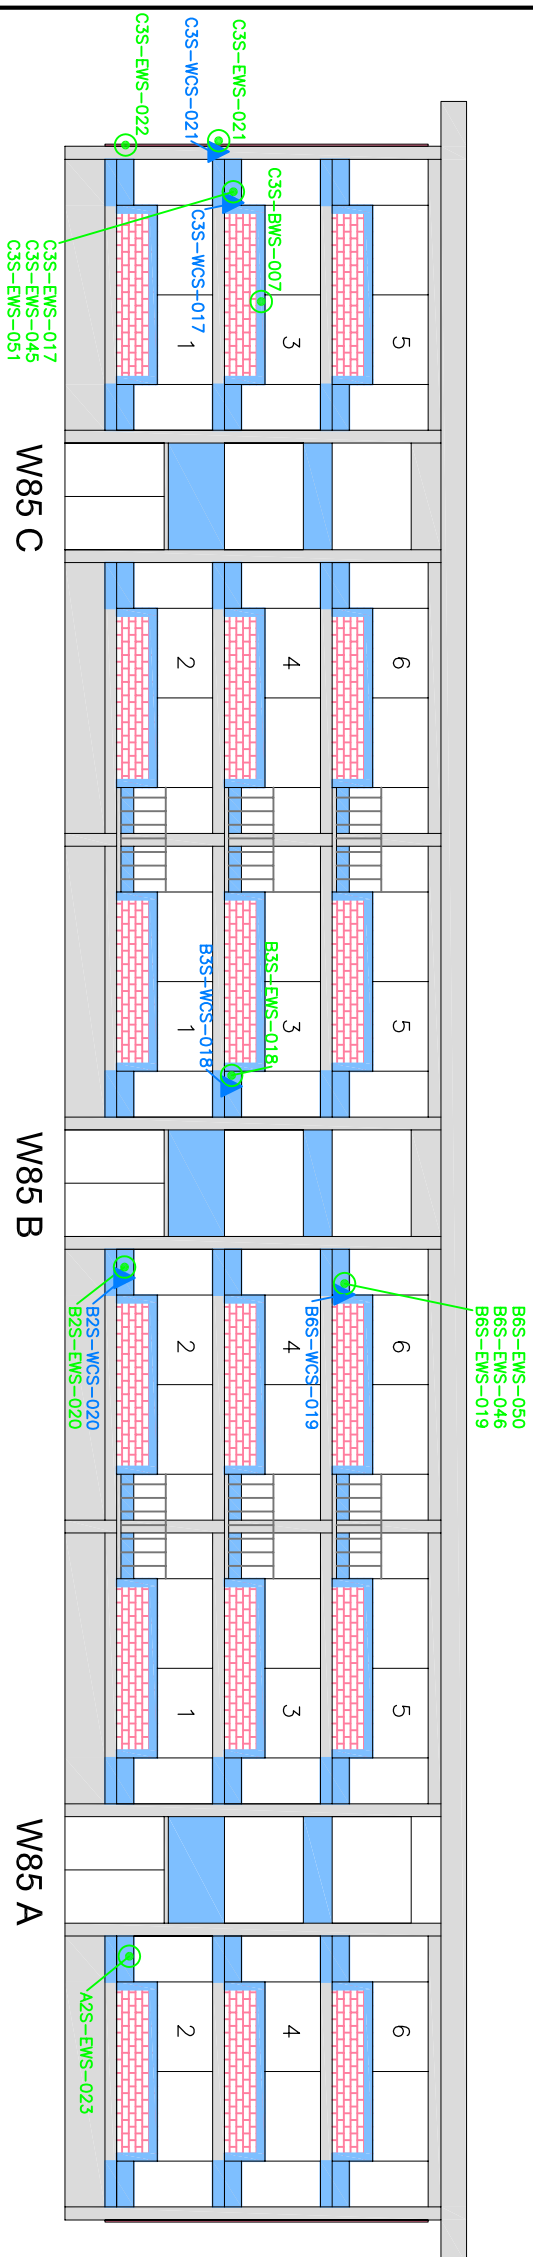 C3S-EWS-022
C3S-WCS-021
C3S-EWS-021
C3S-BWS-007
C3S-WCS-017
C3S-EWS-017
C3S-EWS-045
C3S-EWS-051
5
3
1
W85 C
6
4
2
B3S-EWS-018
B3S-WCS-018
5
3
1
W85 B
B6S-EWS-050
B6S-EWS-046
B6S-EWS-019
B6S-WCS-019
B2S-WCS-020
B2S-EWS-020
6
4
2
5
3
1
W85 A
6
4
2
A2S-EWS-023